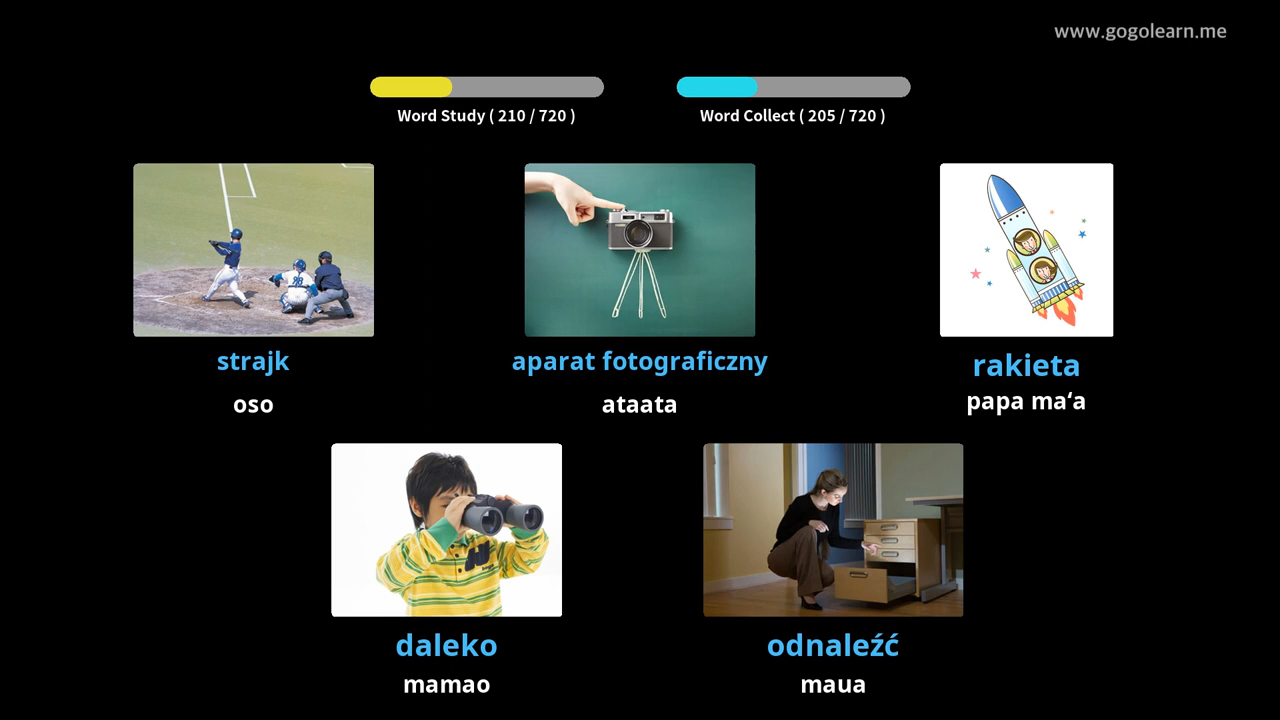 www.gogolearn.me
Word Study ( 210 / 720 )
Word Collect ( 205 / 720 )
strajk
oso
aparat fotograficzny
ataata
rakieta
papa ma‘a
daleko
mamao
odnaleźć
maua